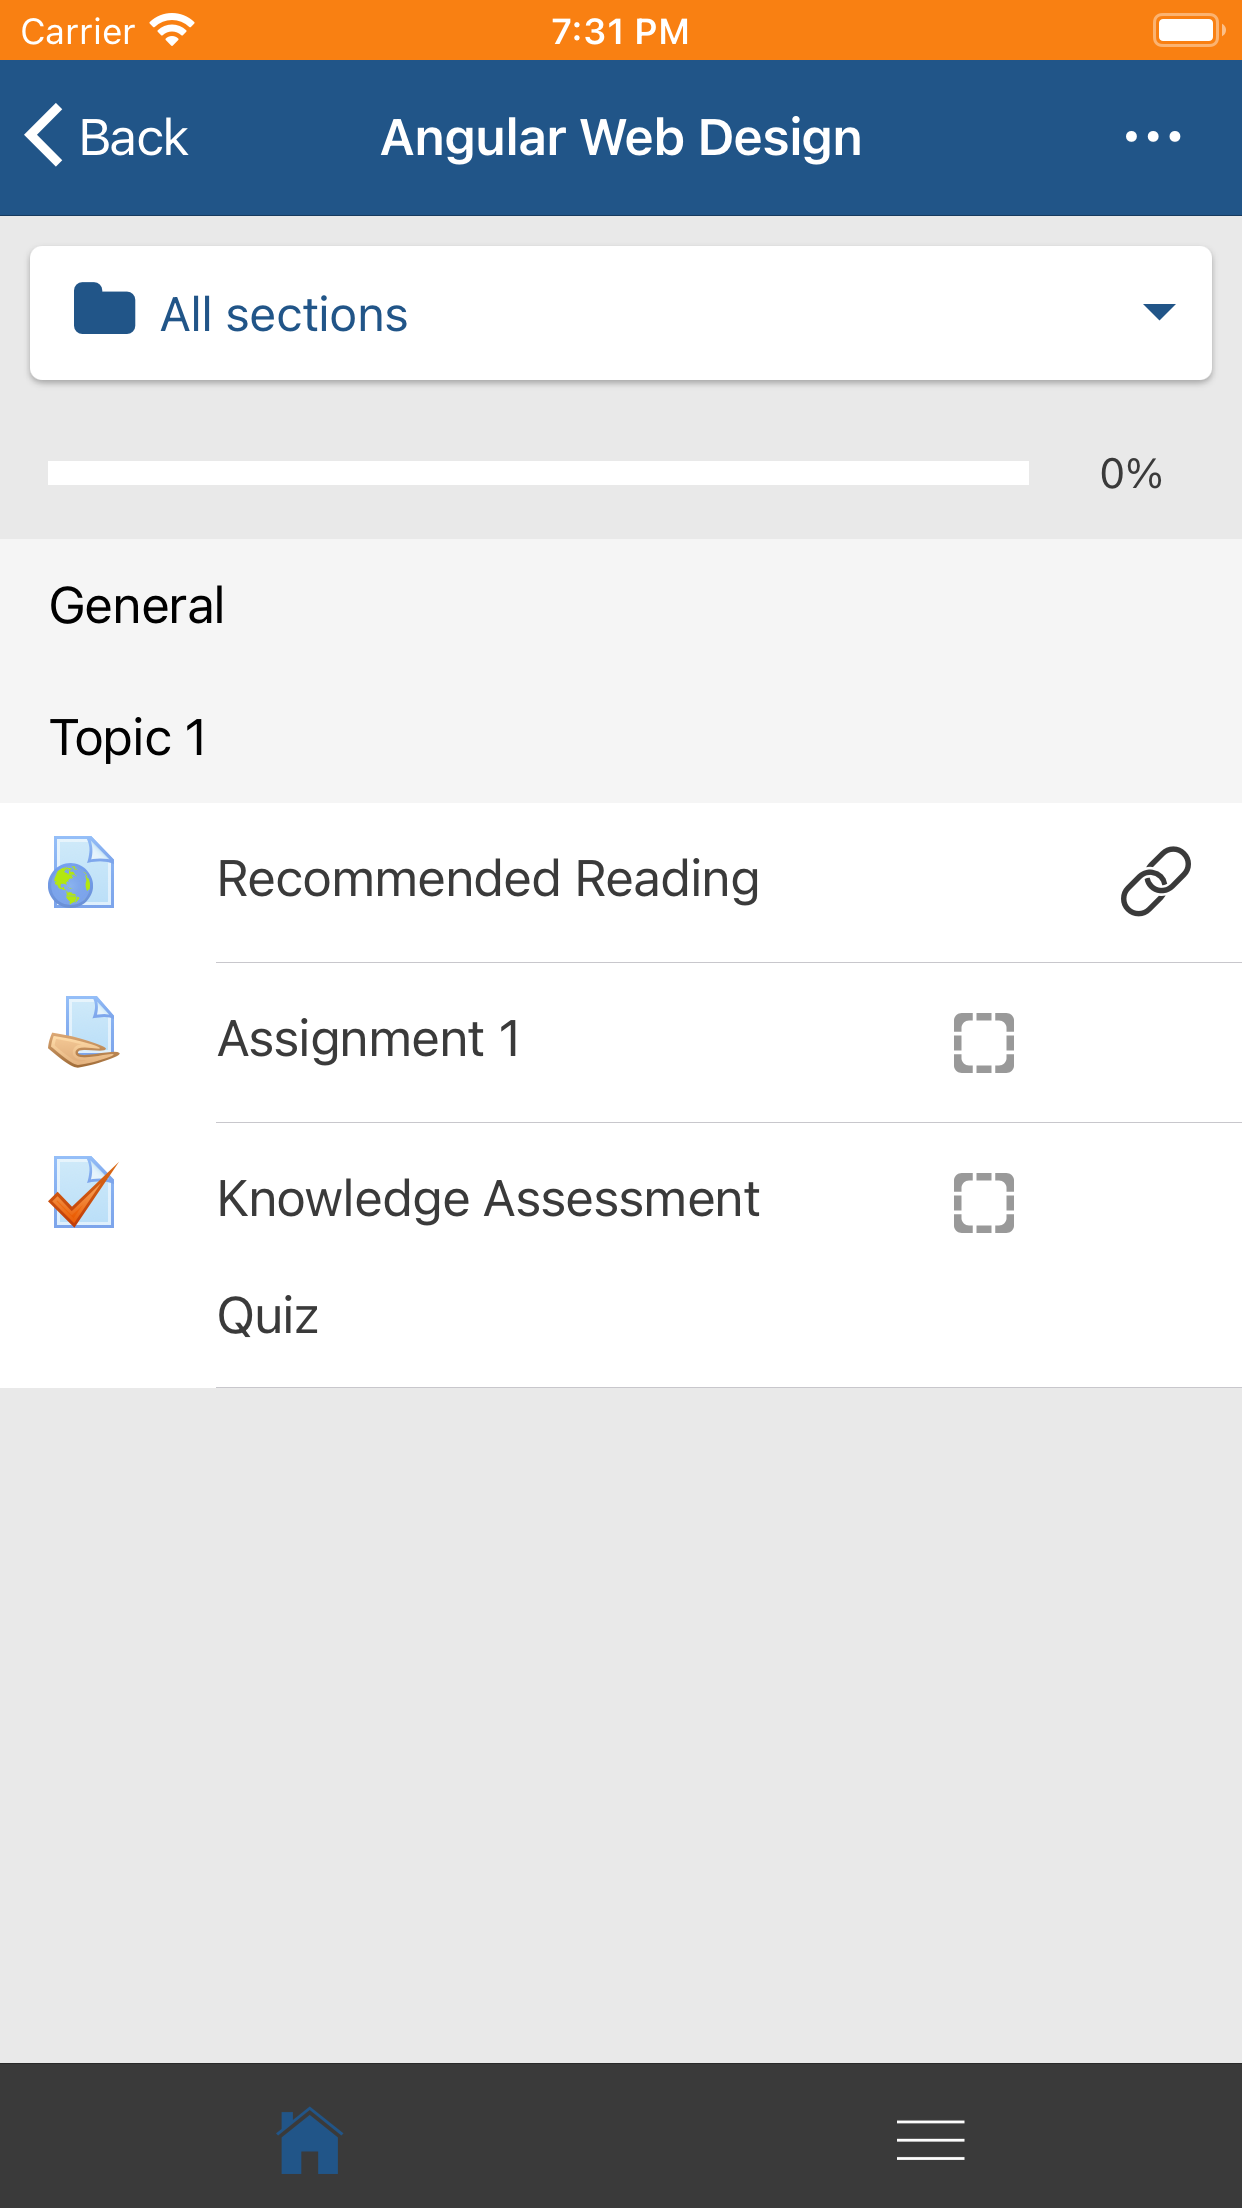 Carrier 7:31 PM
Back Angular Web Design
All sections
0%
General
Topic 1
Recommended Reading
Assignment 1
Knowledge Assessment
Quiz